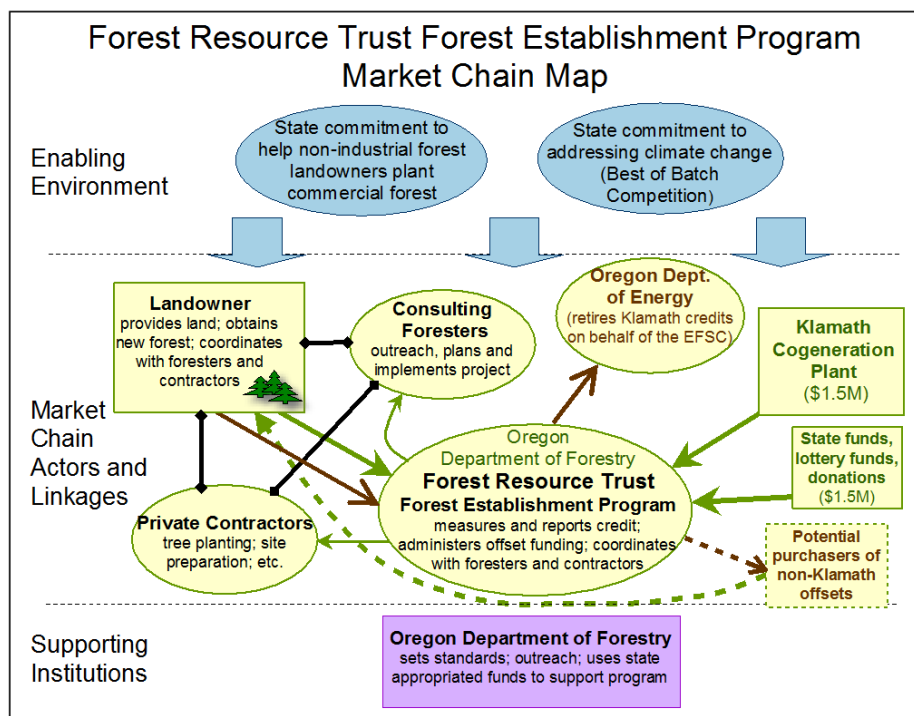 Forest Resource Trust Forest Establishment Program
Market Chain Map
Enabling
Environment
State commitment to
help non-industrial forest
landowners plant
commercial forest
State commitment to
addressing climate change
(Best of Batch
Competition)
Market
Chain
Actors and
Linkages
Landowner
provides land; obtains
new forest; coordinates
with foresters and
contractors
Consulting
Foresters
outreach, plans and
implements project
Oregon Dept.
of Energy
(retires Klamath credits
on behalf of the EFSC)
Klamath
Cogeneration
Plant
($1.5M)
State funds,
lottery funds,
donations
($1.5M)
Oregon
Department of Forestry
Forest Resource Trust
Forest Establishment Program
measures and reports credit;
administers offset funding; coordinates
with foresters and contractors
Private Contractors
tree planting; site
preparation; etc.
Potential
purchasers of
non-Klamath
offsets
Supporting
Institutions
Oregon Department of Forestry
sets standards; outreach; uses state
appropriated funds to support program